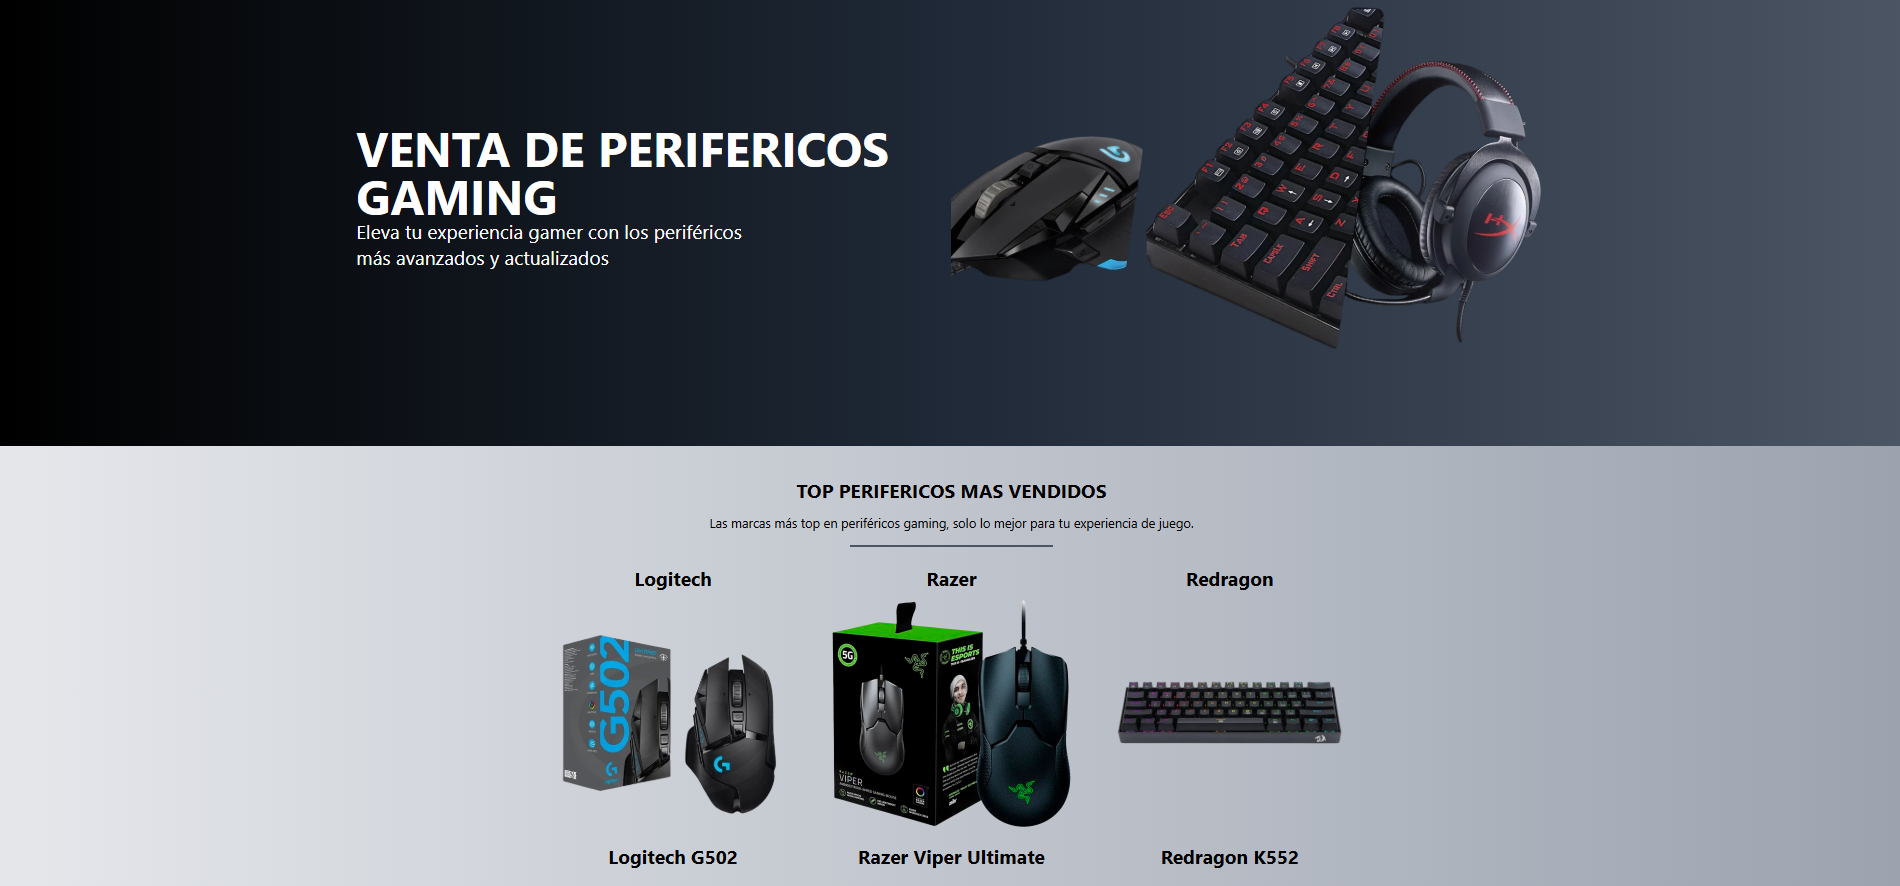 VENTA DE PERIFERICOS
GAMING
Eleva tu experiencia gamer con los periféricos
más avanzados y actualizados
TOP PERIFERICOS MAS VENDIDOS
Las marcas más top en periféricos gaming, solo lo mejor para tu experiencia de juego.
Logitech
Razer
Redragon
G502
5G
THIS IS
ESPORTS
VIPER
Logitech G502
Razer Viper Ultimate
Redragon K552